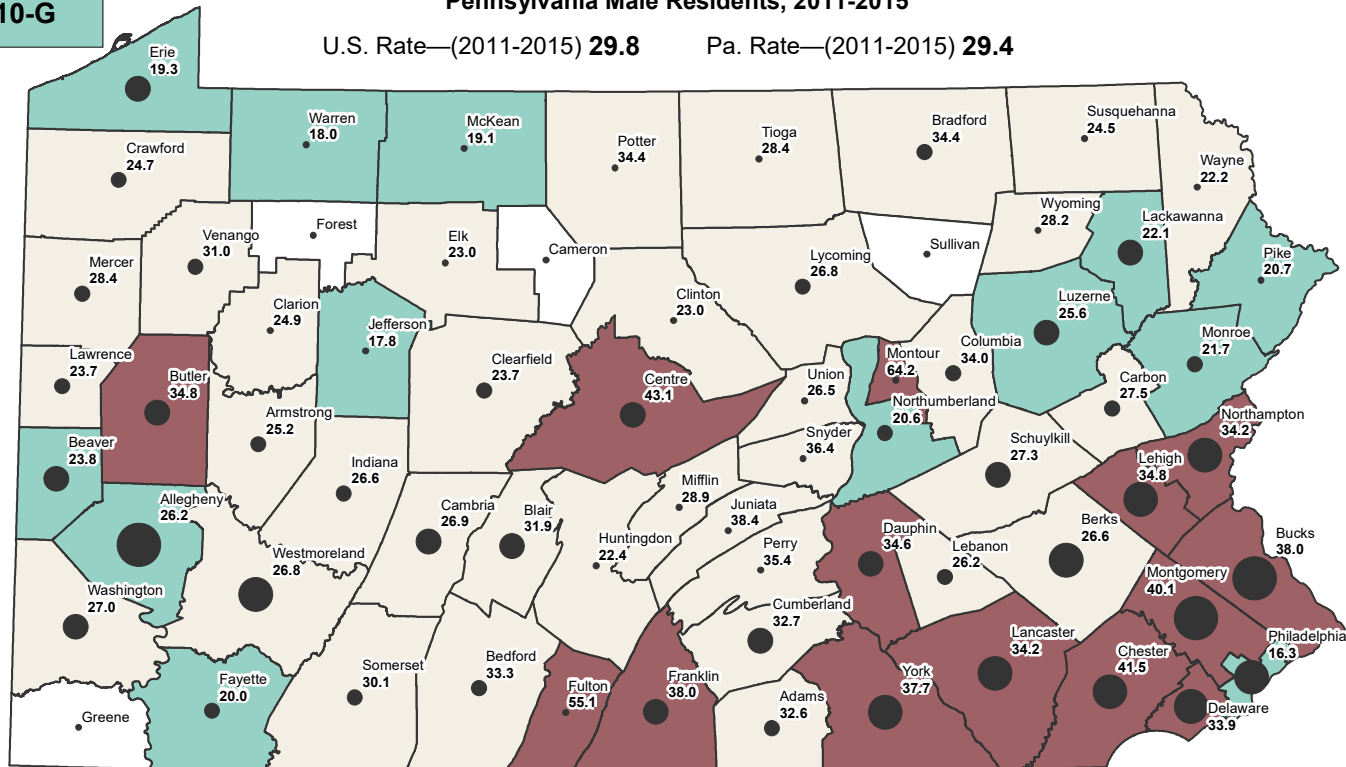 10-G
Pennsylvania Male Residents, 2011-2015
U.S. Rate—(2011-2015) 29.8
Pa. Rate—(2011-2015) 29.4
Erie
19.3
Warren
18.0
McKean
19.1
Potter
34.4
Tioga
28.4
Bradford
34.4
Susquehanna
24.5
Wayne
22.2
Crawford
24.7
Wyoming
28.2
Lackawanna
22.1
Venango
31.0
Forest
Elk
23.0
Cameron
Lycoming
26.8
Sullivan
Pike
20.7
Mercer
28.4
Clarion
24.9
Clinton
23.0
Luzerne
25.6
Jefferson
17.8
Monroe
21.7
Lawrence
23.7
Butler
34.8
Clearfield
23.7
Centre
43.1
Union
26.5
Montour
64.2
Columbia
34.0
Carbon
27.5
Northumberland
20.6
Northampton
34.2
Armstrong
25.2
Beaver
23.8
Snyder
36.4
Schuylkill
27.3
Lehigh
34.8
Indiana
26.6
Mifflin
28.9
Allegheny
26.2
Cambria
26.9
Blair
31.9
Juniata
38.4
Dauphin
34.6
Berks
26.6
Bucks
38.0
Huntingdon
22.4
Perry
35.4
Lebanon
26.2
Westmoreland
26.8
Montgomery
40.1
Washington
27.0
Cumberland
32.7
Lancaster
34.2
Philadelphia
16.3
Somerset
30.1
Bedford
33.3
Chester
41.5
Fayette
20.0
Fulton
55.1
Franklin
38.0
York
37.7
Adams
32.6
Greene
Delaware
33.9